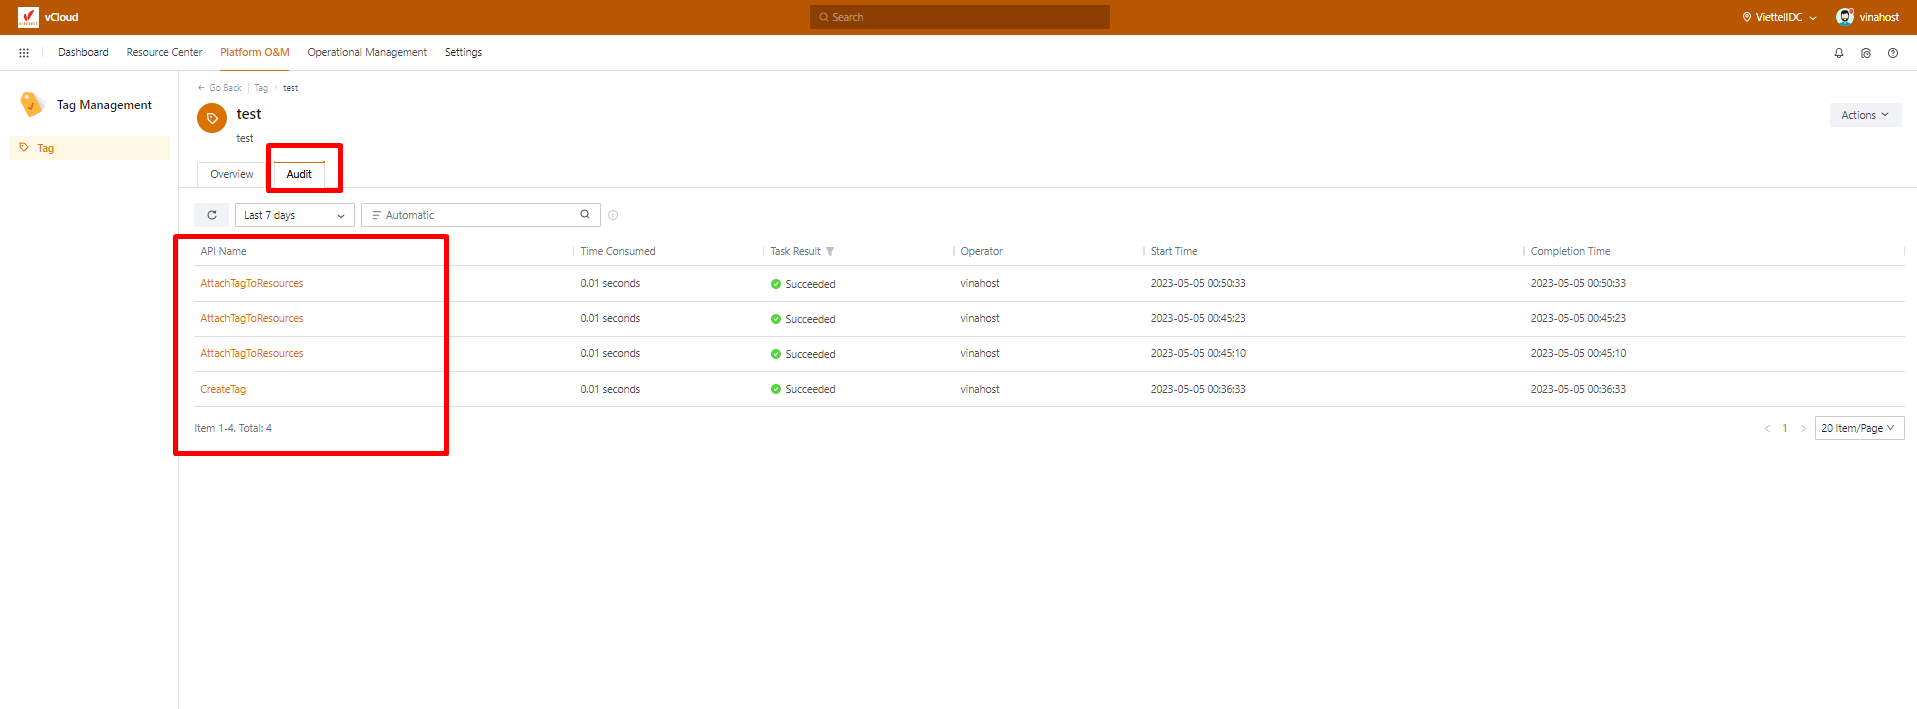 vCloud
Search
ViettelIDC
vinahost
Dashboard Resource Center Platform O&M Operational Management Settings
Tag Management
Tag
Go Back Tag test
test
test
Actions
Overview Audit
Last 7 days Automatic
API Name Time Consumed Task Result Operator Start Time Completion Time
AttachTagToResources 0.01 seconds Succeeded vinahost 2023-05-05 00:50:33 2023-05-05 00:50:33
AttachTagToResources 0.01 seconds Succeeded vinahost 2023-05-05 00:45:23 2023-05-05 00:45:23
AttachTagToResources 0.01 seconds Succeeded vinahost 2023-05-05 00:45:10 2023-05-05 00:45:10
CreateTag 0.01 seconds Succeeded vinahost 2023-05-05 00:36:33 2023-05-05 00:36:33
Item 1-4. Total: 4
1
20 Item/Page